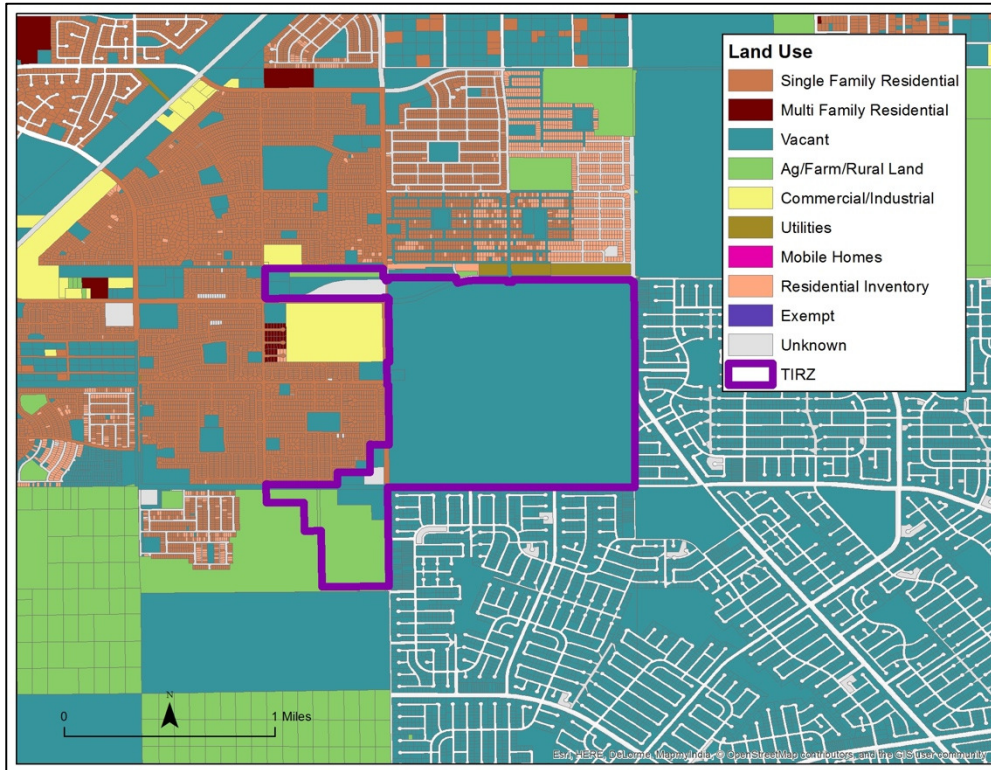 Land Use
Single Family Residential
Multi Family Residential
Vacant
Ag/Farm/Rural Land
Commercial/Industrial
Utilities
Mobile Homes
Residential Inventory
Exempt
Unknown
TIRZ
N
0 1 Miles
Esri, HERE, DeLorme, MapmyIndia, © OpenStreetMap contributors, and the GIS user community